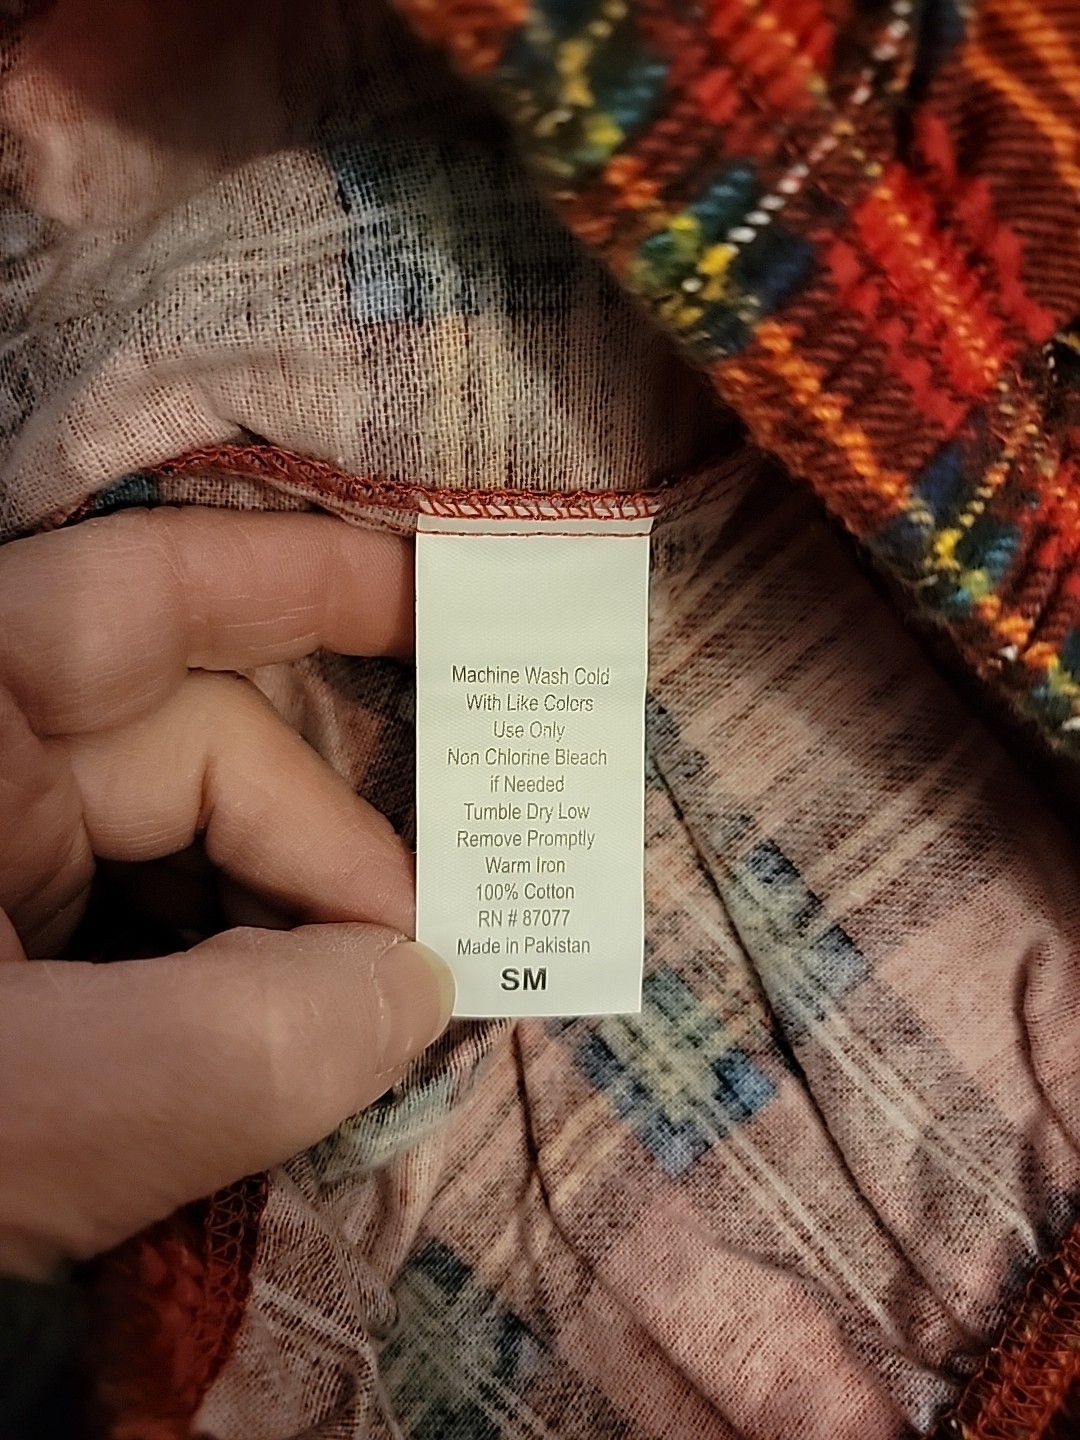 Machine Wash Cold
With Like Colors
Use Only
Non Chlorine Bleach
if Needed
Tumble Dry Low
Remove Promptly
Warm Iron
100% Cotton
RN # 87077
Made in Pakistan
SM